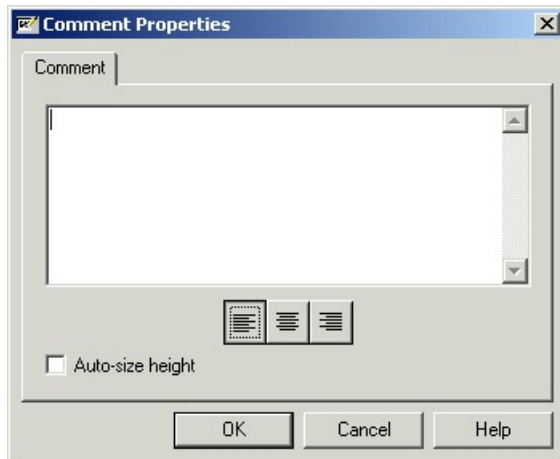 Comment Properties
Comment
Auto-size height
OK Cancel Help